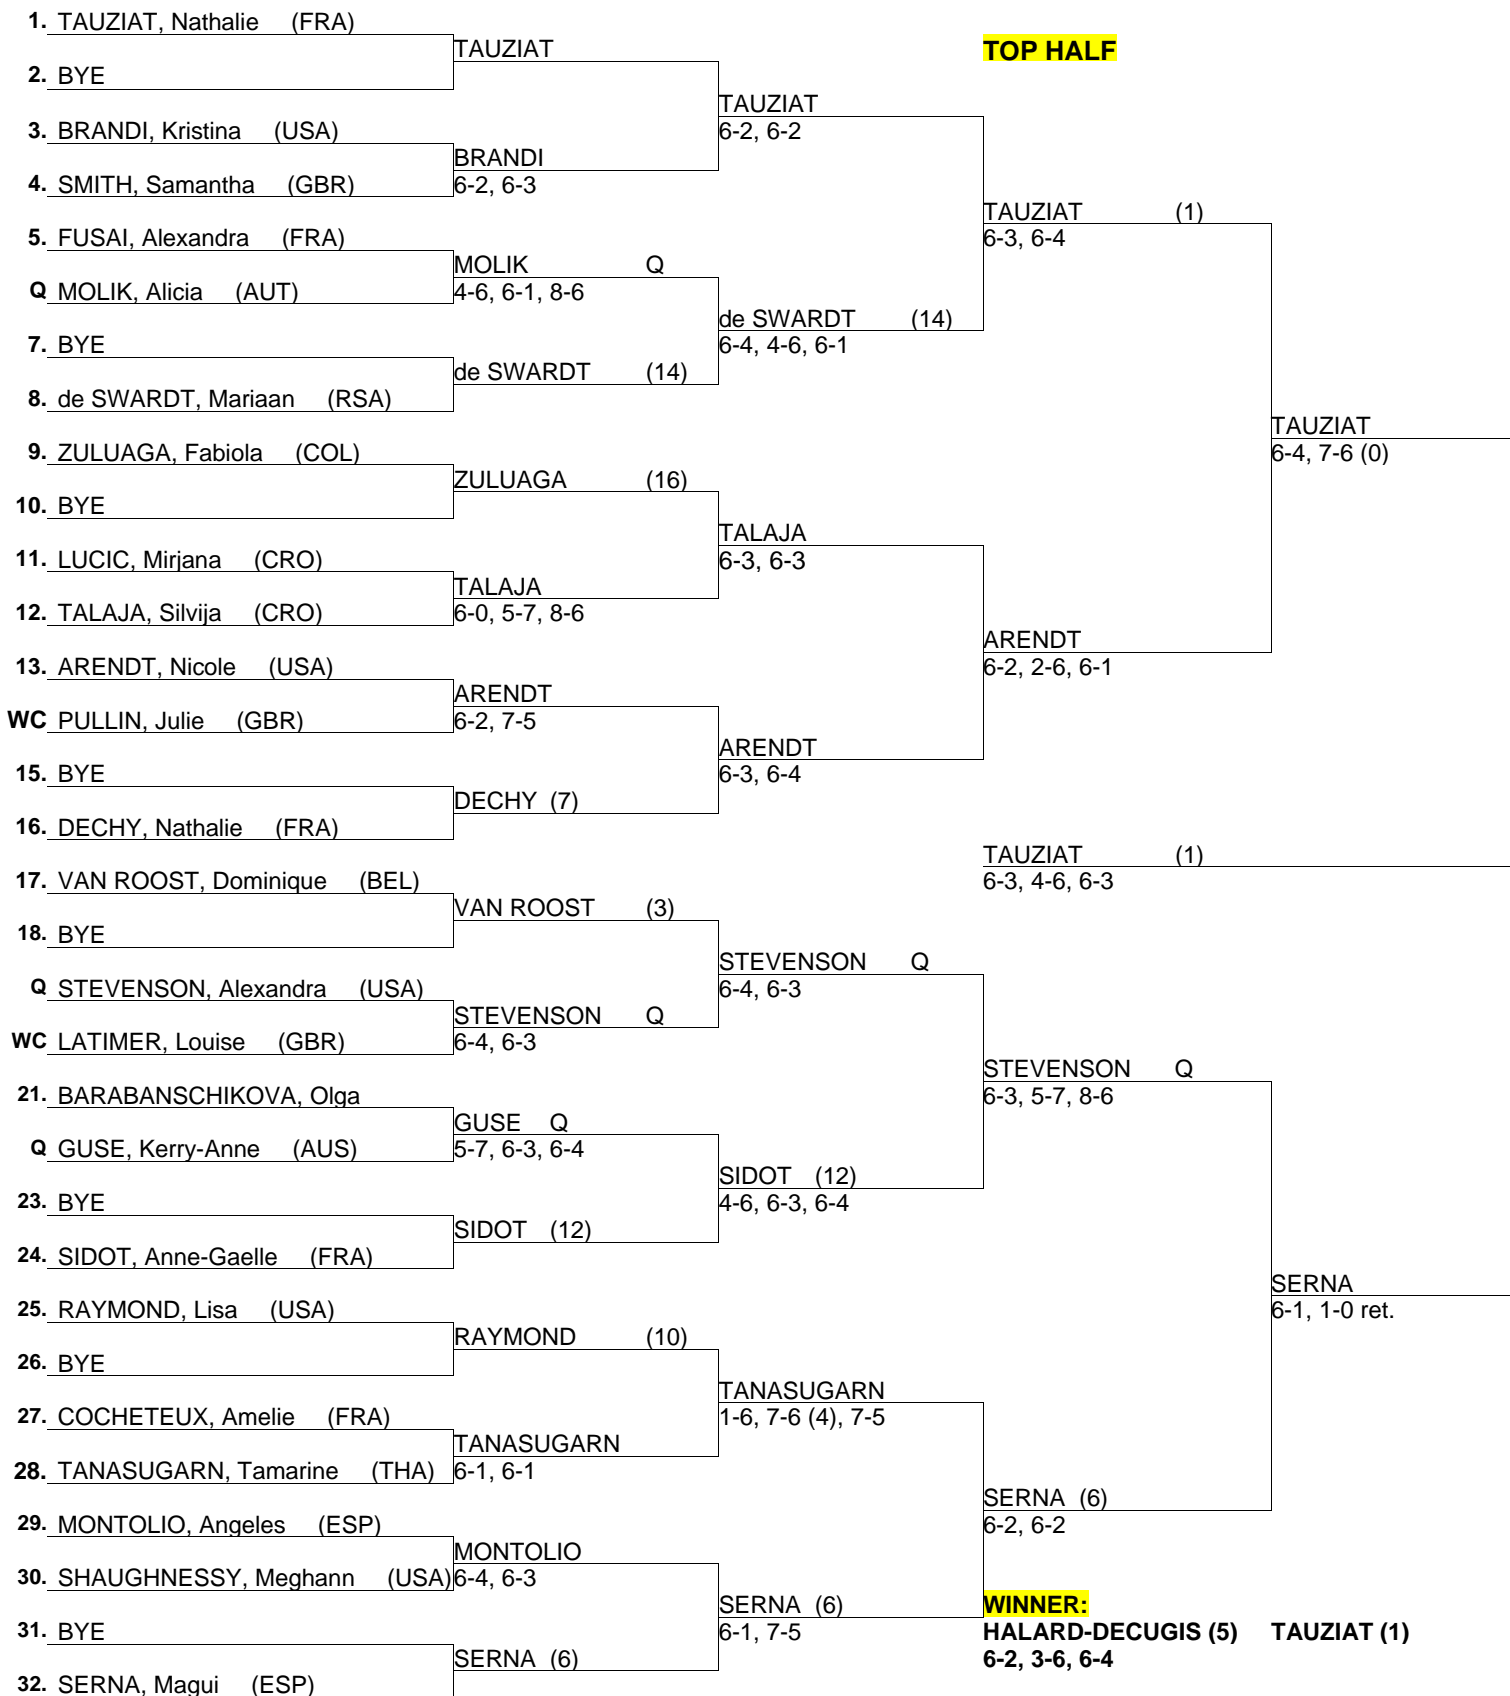 1. TAUZIAT, Nathalie (FRA)
TAUZIAT
TOP HALF
2. BYE
TAUZIAT
3. BRANDI, Kristina (USA)
6-2, 6-2
BRANDI
4. SMITH, Samantha (GBR)
6-2, 6-3
TAUZIAT (1)
5. FUSAI, Alexandra (FRA)
6-3, 6-4
MOLIK Q
Q MOLIK, Alicia (AUT)
4-6, 6-1, 8-6
de SWARDT (14)
7. BYE
6-4, 4-6, 6-1
de SWARDT (14)
8. de SWARDT, Mariaan (RSA)
TAUZIAT
9. ZULUAGA, Fabiola (COL)
6-4, 7-6 (0)
ZULUAGA (16)
10. BYE
TALAJA
11. LUCIC, Mirjana (CRO)
6-3, 6-3
TALAJA
12. TALAJA, Silvija (CRO)
6-0, 5-7, 8-6
ARENDT
13. ARENDT, Nicole (USA)
6-2, 2-6, 6-1
ARENDT
WC PULLIN, Julie (GBR)
6-2, 7-5
ARENDT
15. BYE
6-3, 6-4
DECHY (7)
16. DECHY, Nathalie (FRA)
TAUZIAT (1)
17. VAN ROOST, Dominique (BEL)
6-3, 4-6, 6-3
VAN ROOST (3)
18. BYE
STEVENSON Q
Q STEVENSON, Alexandra (USA)
6-4, 6-3
STEVENSON Q
WC LATIMER, Louise (GBR)
6-4, 6-3
STEVENSON Q
21. BARABANSCHIKOVA, Olga
6-3, 5-7, 8-6
GUSE Q
Q GUSE, Kerry-Anne (AUS)
5-7, 6-3, 6-4
SIDOT (12)
23. BYE
4-6, 6-3, 6-4
SIDOT (12)
24. SIDOT, Anne-Gaelle (FRA)
SERNA
25. RAYMOND, Lisa (USA)
6-1, 1-0 ret.
RAYMOND (10)
26. BYE
TANASUGARN
27. COCHETEUX, Amelie (FRA)
1-6, 7-6 (4), 7-5
TANASUGARN
28. TANASUGARN, Tamarine (THA)
6-1, 6-1
SERNA (6)
29. MONTOLIO, Angeles (ESP)
6-2, 6-2
MONTOLIO
30. SHAUGHNESSY, Meghann (USA)
6-4, 6-3
SERNA (6)
WINNER:
31. BYE
6-1, 7-5
HALARD-DECUGIS (5) TAUZIAT (1)
SERNA (6)
6-2, 3-6, 6-4
32. SERNA, Magui (ESP)